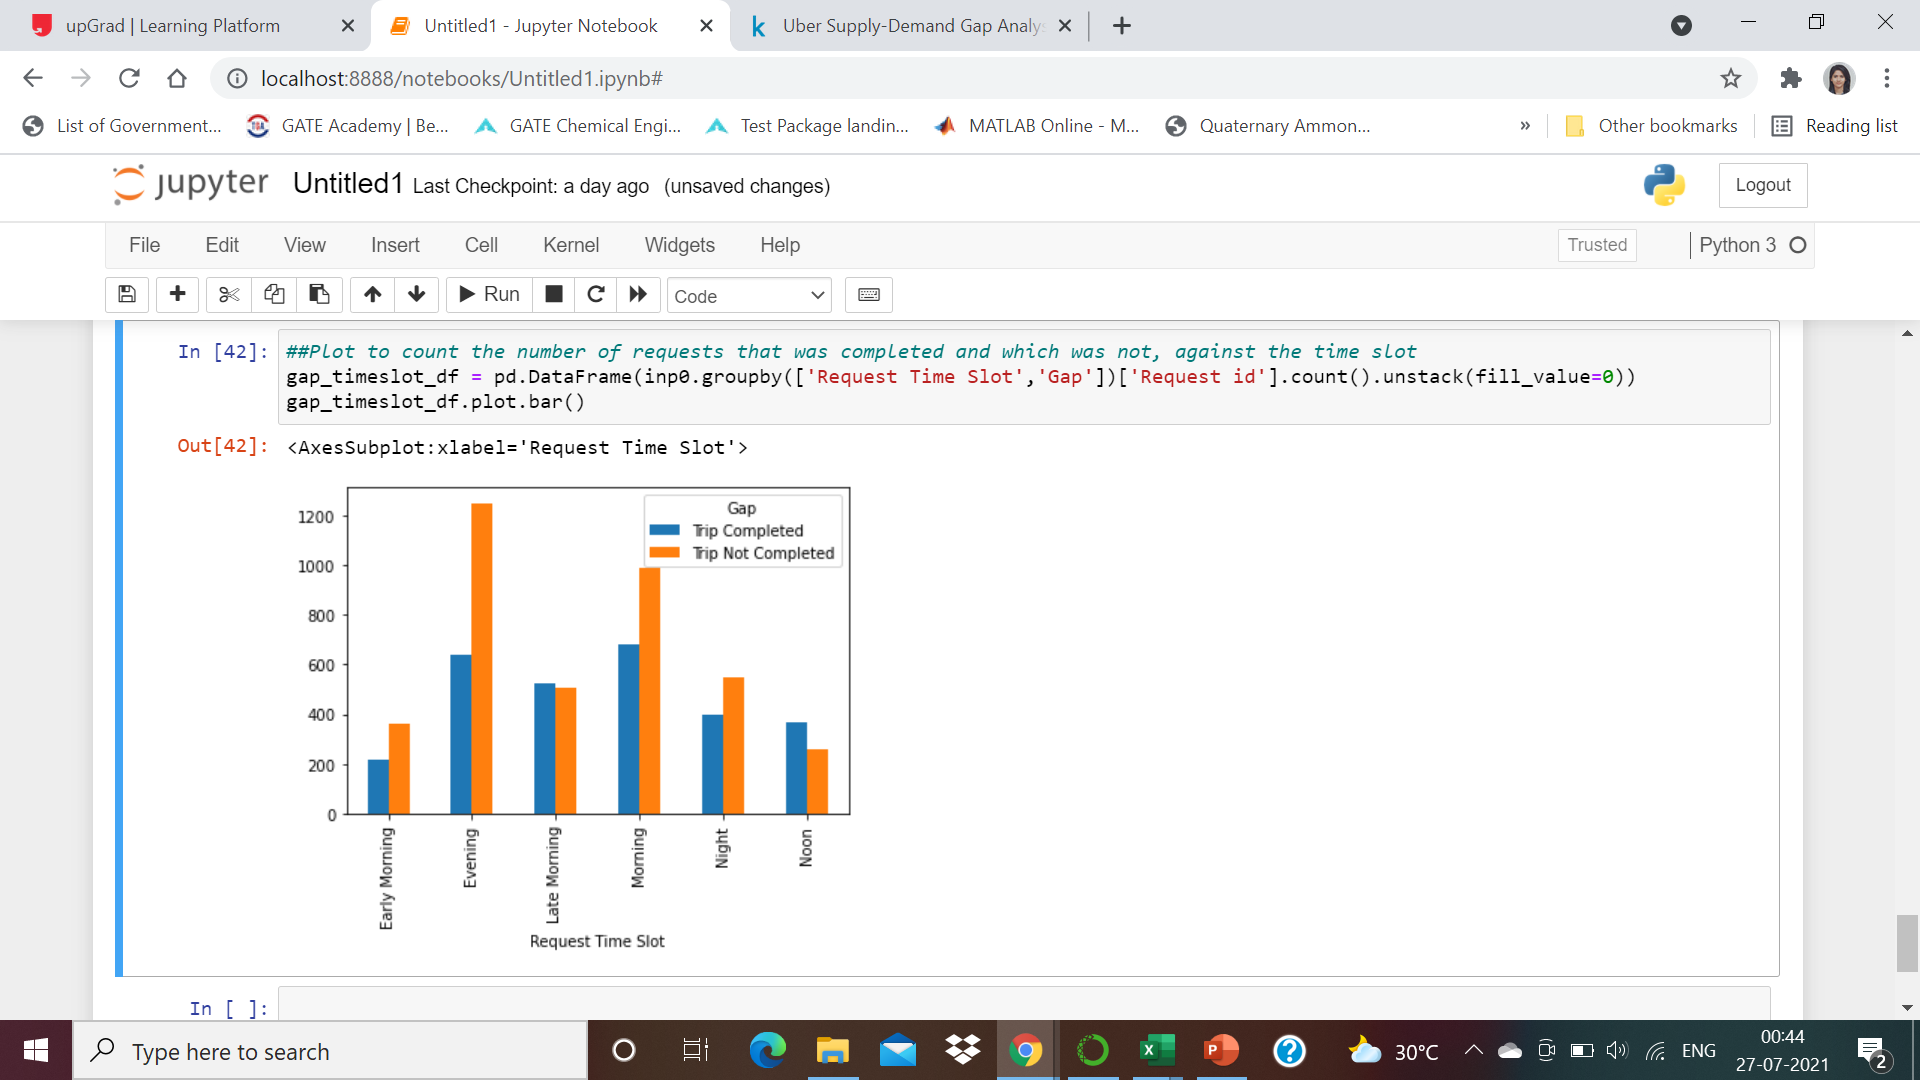 upGrad | Learning Platform
Untitled1 - Jupyter Notebook
Uber Supply-Demand Gap Analys
localhost:8888/notebooks/Untitled1.ipynb#
List of Government...
GATE Academy | Be...
GATE Chemical Engi...
Test Package landin...
MATLAB Online - M...
Quaternary Ammon...
»
Other bookmarks
Reading list
jupyter Untitled1 Last Checkpoint: a day ago (unsaved changes)
Logout
File Edit View Insert Cell Kernel Widgets Help
Trusted
Python 3
Run
Code
In [42]:
##Plot to count the number of requests that was completed and which was not, against the time slot
gap_timeslot_df = pd.DataFrame(inp0.groupby(['Request Time Slot','Gap'])['Request id'].count().unstack(fill_value=0))
gap_timeslot_df.plot.bar()
Out[42]: <AxesSubplot:xlabel='Request Time Slot'>
Gap
Trip Completed
Trip Not Completed
1200
1000
800
600
400
200
0
Early Morning
Evening
Late Morning
Morning
Night
Noon
Request Time Slot
In [ ]:
Type here to search
30°C
ENG
00:44
27-07-2021
2